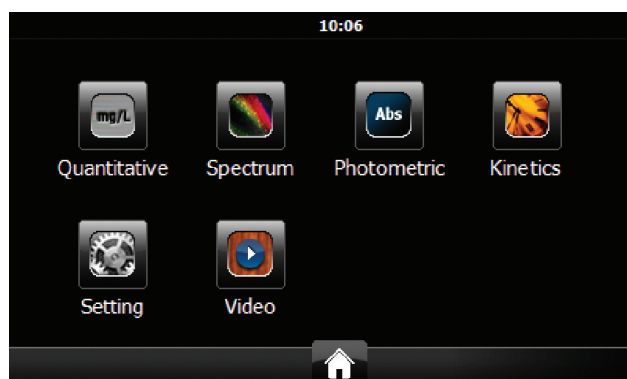 10:06
mg/L
Abs
Quantitative Spectrum Photometric Kinetics
Setting Video